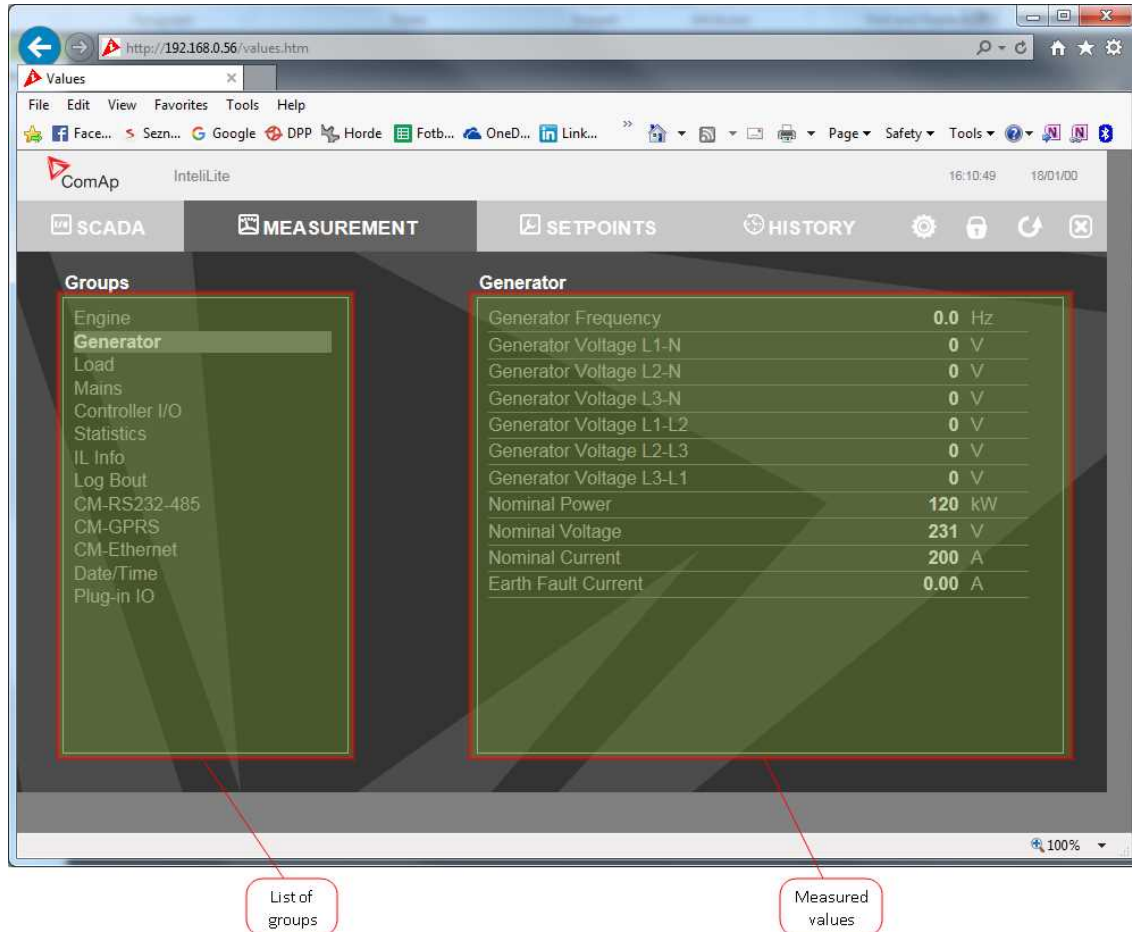 http://192.168.0.56/values.htm
Values
File Edit View Favorites Tools Help
Face... Sezn... Google DPP Horde Fotb... OneD... Link... » Page Safety Tools
ComAp InteliLite 16:10:49 18/01/00
SCADA MEASUREMENT SETPOINTS HISTORY
Groups
Engine
Generator
Load
Mains
Controller I/O
Statistics
IL Info
Log Bout
CM-RS232-485
CM-GPRS
CM-Ethernet
Date/Time
Plug-in IO
Generator
Generator Frequency 0.0 Hz
Generator Voltage L1-N 0 V
Generator Voltage L2-N 0 V
Generator Voltage L3-N 0 V
Generator Voltage L1-L2 0 V
Generator Voltage L2-L3 0 V
Generator Voltage L3-L1 0 V
Nominal Power 120 kW
Nominal Voltage 231 V
Nominal Current 200 A
Earth Fault Current 0.00 A
100%
List of
groups
Measured
values